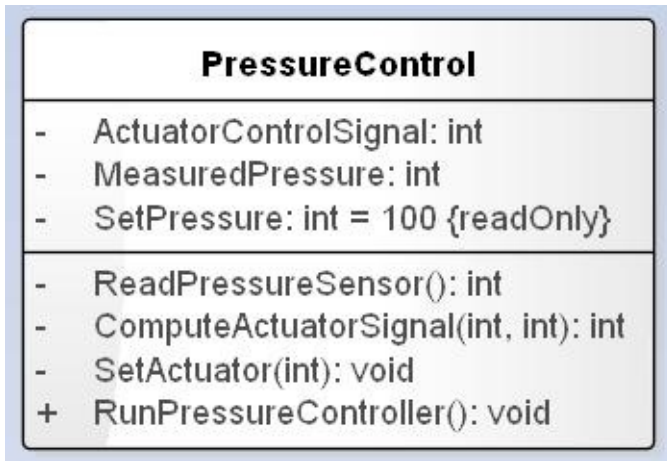 PressureControl
- ActuatorControlSignal: int
- MeasuredPressure: int
- SetPressure: int = 100 {readOnly}
- ReadPressureSensor(): int
- ComputeActuatorSignal(int, int): int
- SetActuator(int): void
+ RunPressureController(): void